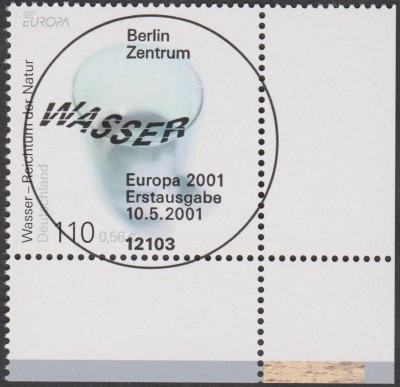 EUROPA
Berlin
Zentrum
WASSER
Wasser – Reichtum der Natur
Deutschland
Europa 2001
Erstausgabe
10.5.2001
110 0,56 €
12103